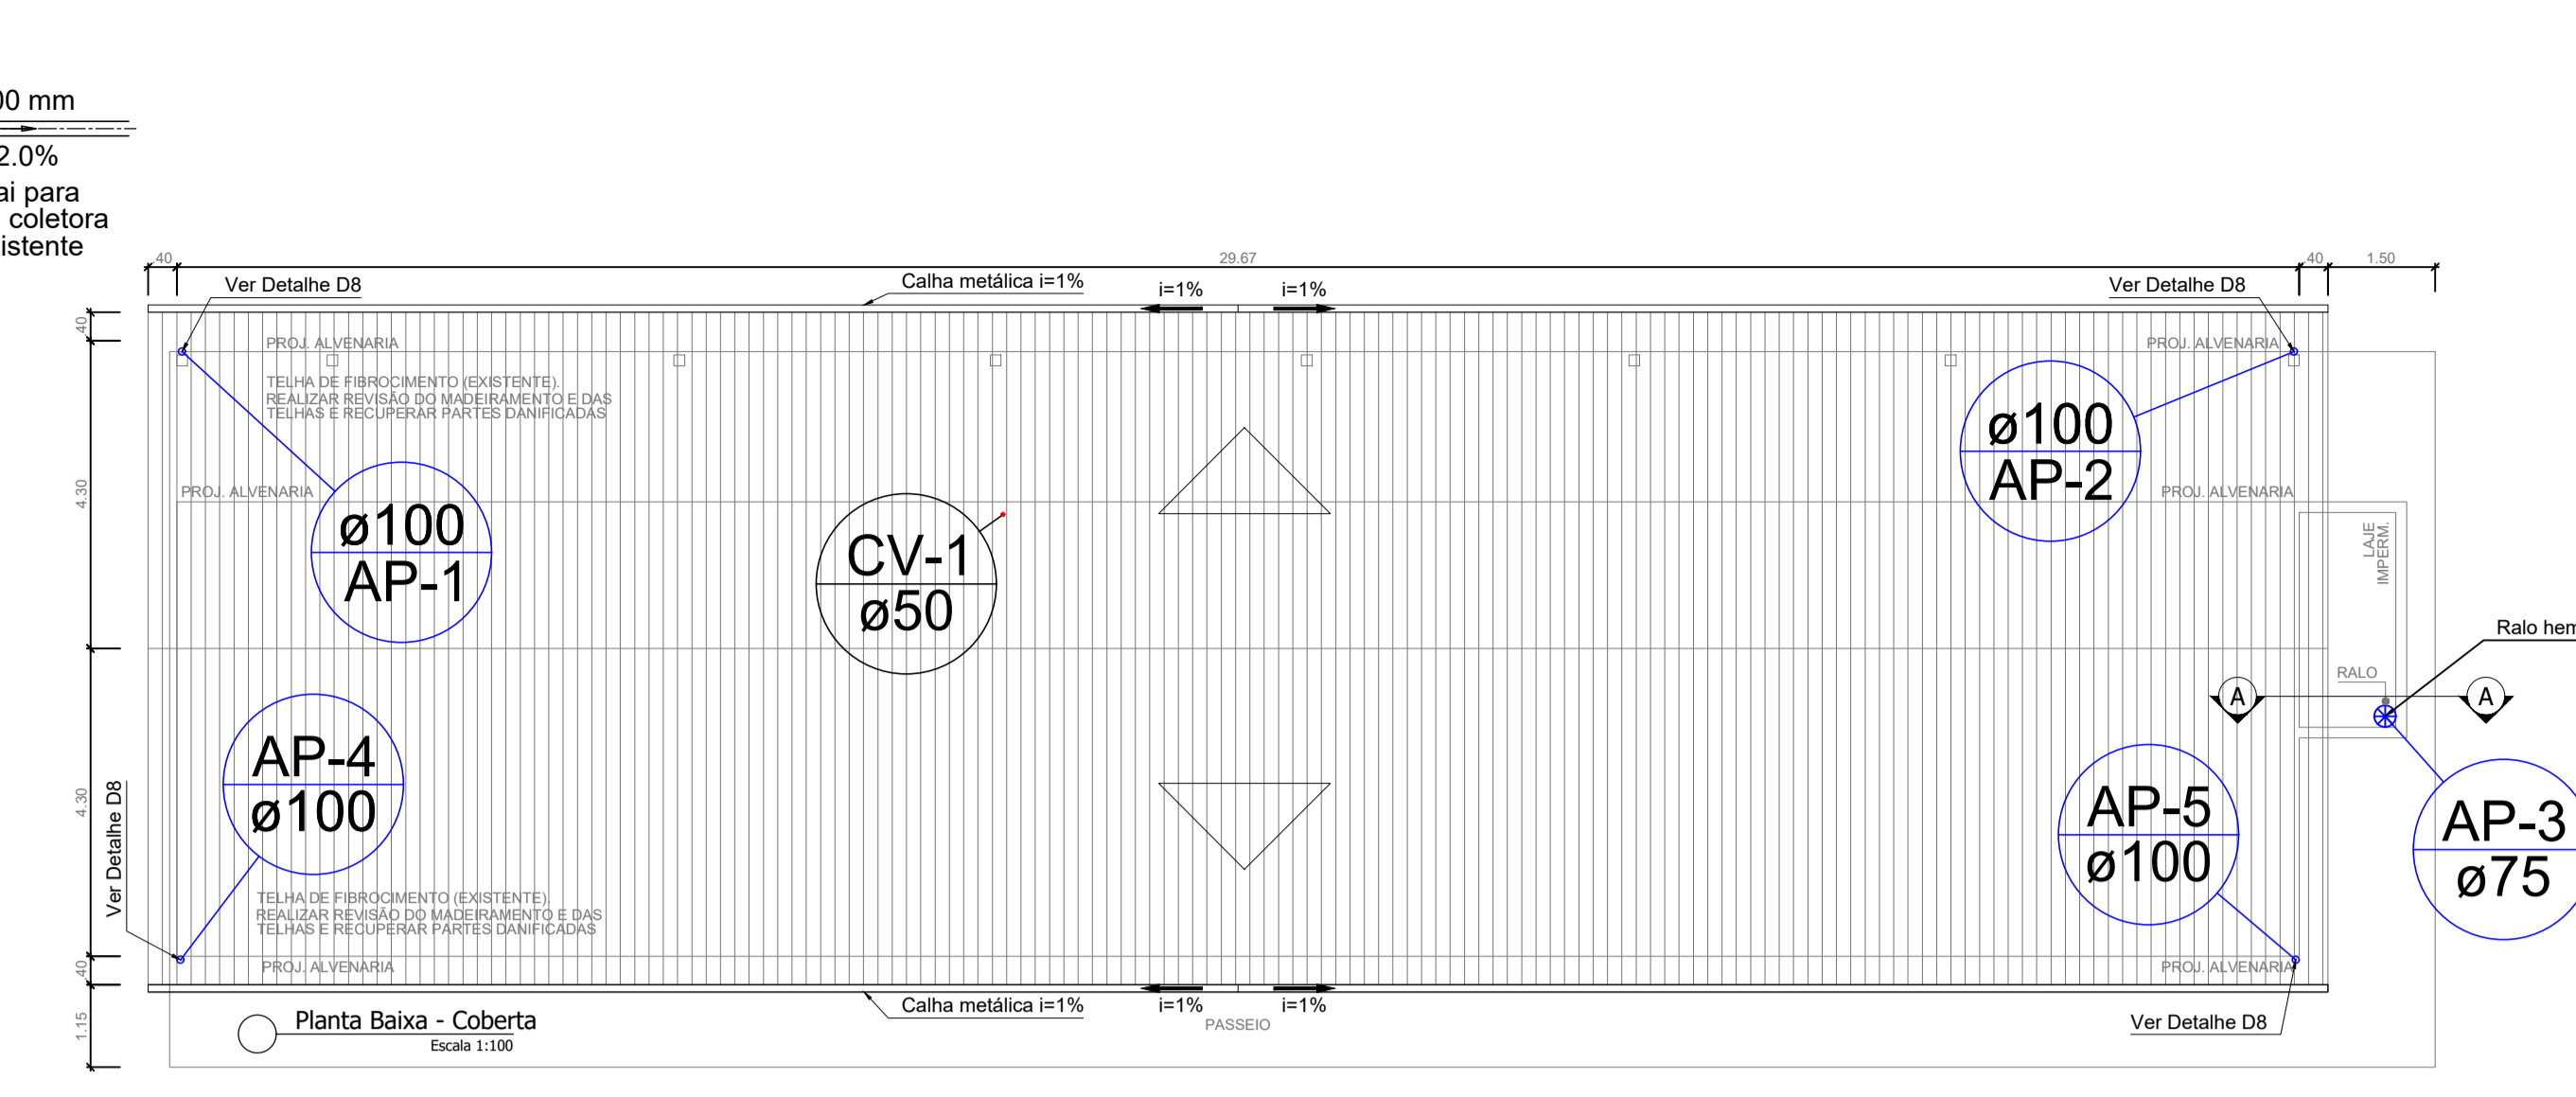 00 mm
2.0%
ai para
coletora
istente
.40
29.67
.40
1.50
Ver Detalhe D8
Calha metálica i=1%
i=1%
i=1%
Ver Detalhe D8
.40
PROJ. ALVENARIA
PROJ. ALVENARIA
TELHA DE FIBROCIMENTO (EXISTENTE).
REALIZAR REVISÃO DO MADEIRAMENTO E DAS
TELHAS E RECUPERAR PARTES DANIFICADAS
ø100
AP-2
4.30
PROJ. ALVENARIA
PROJ. ALVENARIA
ø100
AP-1
CV-1
ø50
LAJE
IMPERM.
Ralo hem
RALO
A
A
AP-4
ø100
AP-5
ø100
AP-3
ø75
4.30
Ver Detalhe D8
TELHA DE FIBROCIMENTO (EXISTENTE).
REALIZAR REVISÃO DO MADEIRAMENTO E DAS
TELHAS E RECUPERAR PARTES DANIFICADAS
.40
PROJ. ALVENARIA
PROJ. ALVENARIA
Calha metálica i=1%
i=1%
i=1%
1.15
Planta Baixa - Coberta
Escala 1:100
PASSEIO
Ver Detalhe D8